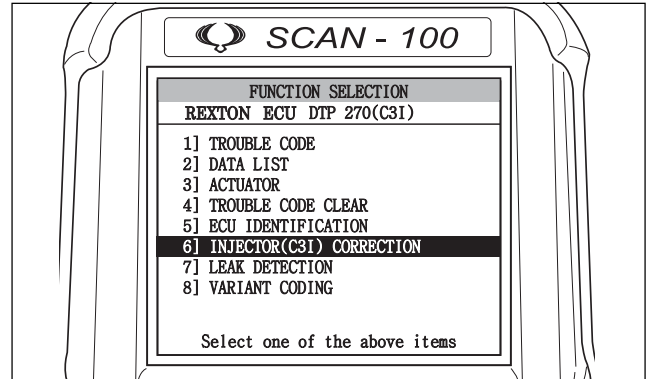 SCAN - 100
FUNCTION SELECTION
REXTON ECU DTP 270(C3I)
1] TROUBLE CODE
2] DATA LIST
3] ACTUATOR
4] TROUBLE CODE CLEAR
5] ECU IDENTIFICATION
6] INJECTOR(C3I) CORRECTION
7] LEAK DETECTION
8] VARIANT CODING
Select one of the above items